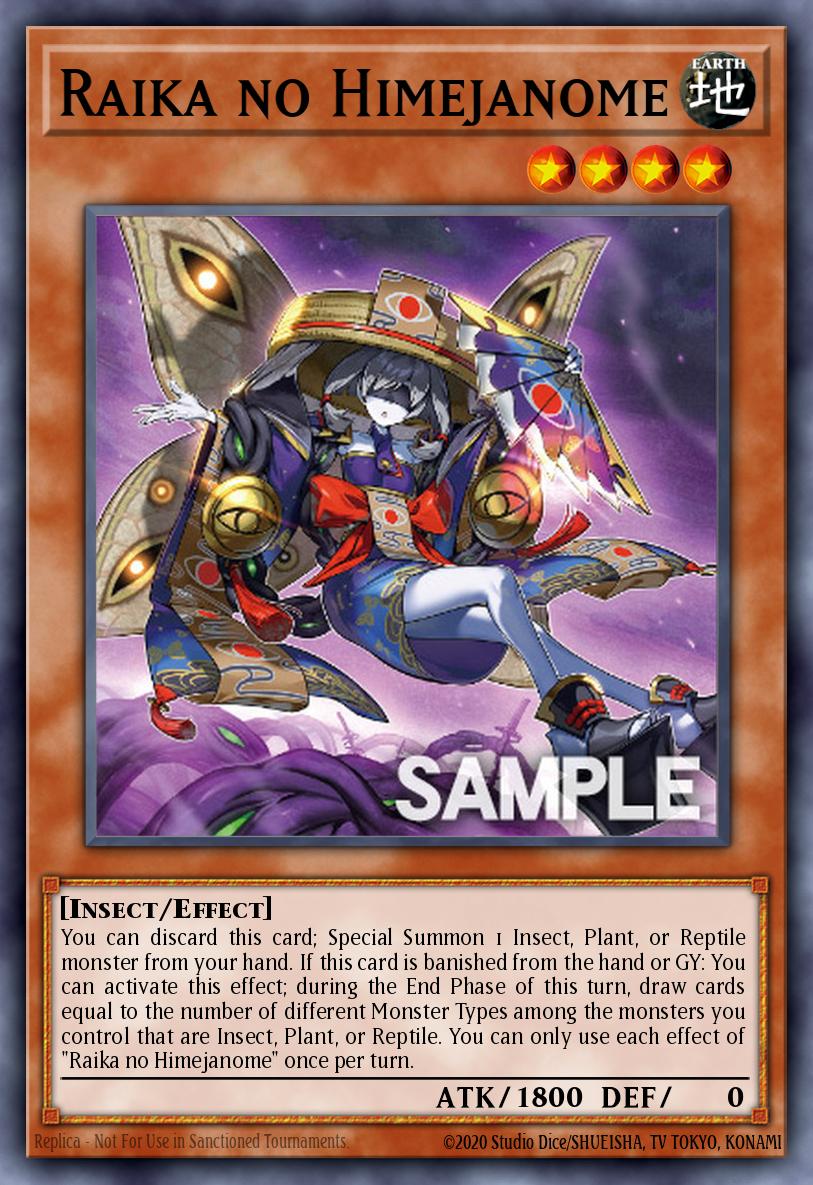 Raika no Himejanome
EARTH
地
SAMPLE
[Insect/Effect]
You can discard this card; Special Summon 1 Insect, Plant, or Reptile
monster from your hand. If this card is banished from the hand or GY: You
can activate this effect; during the End Phase of this turn, draw cards
equal to the number of different Monster Types among the monsters you
control that are Insect, Plant, or Reptile. You can only use each effect of
"Raika no Himejanome" once per turn.
ATK/1800 DEF/ 0
Replica - Not For Use in Sanctioned Tournaments.
©2020 Studio Dice/SHUEISHA, TV TOKYO, KONAMI